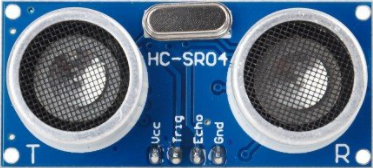 HC-SR04
Vcc
Trig
Echo
Gnd
T
R